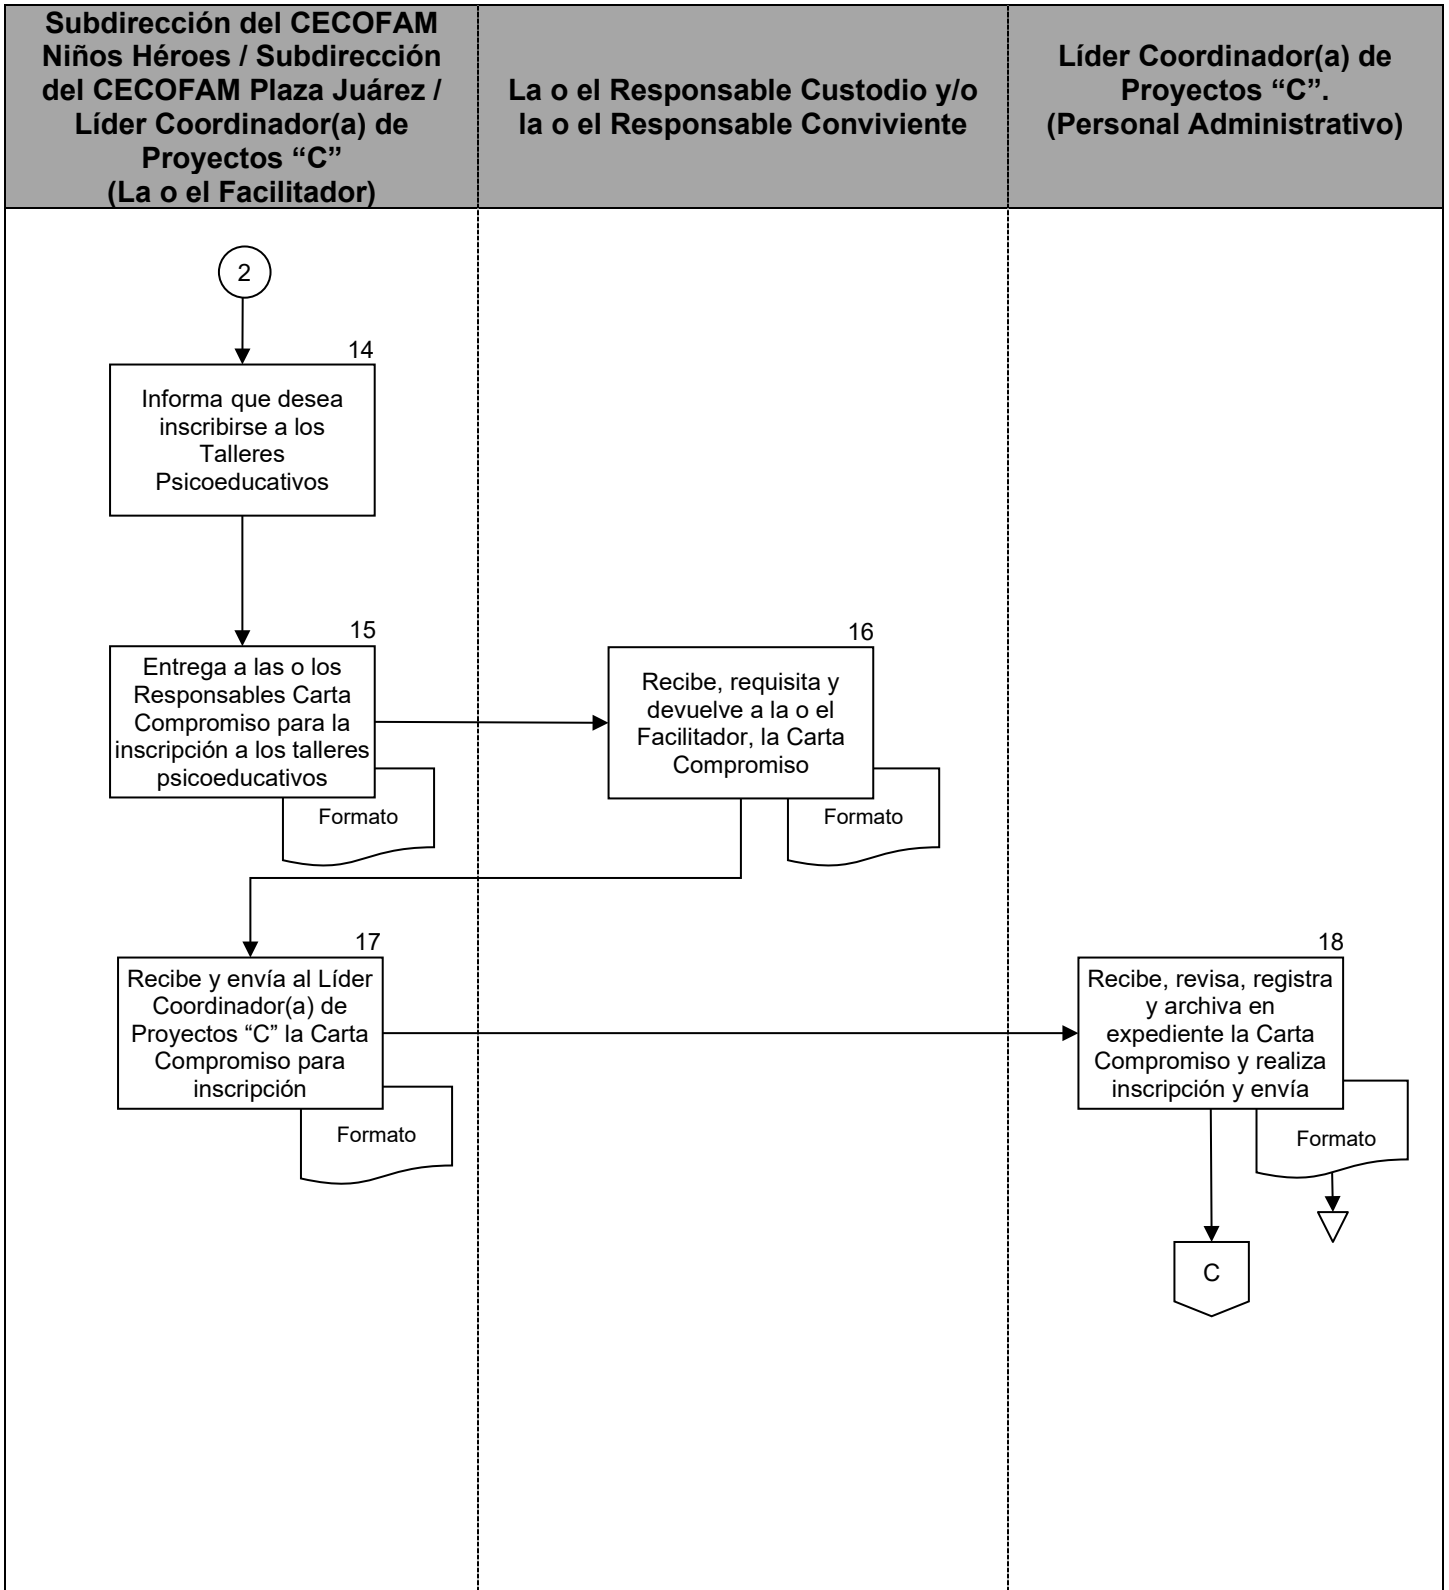 Subdirección del CECOFAM
Niños Héroes / Subdirección
del CECOFAM Plaza Juárez /
Líder Coordinador(a) de
Proyectos “C”
(La o el Facilitador)
La o el Responsable Custodio y/o
la o el Responsable Conviviente
Líder Coordinador(a) de
Proyectos “C”.
(Personal Administrativo)
2
14
Informa que desea
inscribirse a los
Talleres
Psicoeducativos
15
Entrega a las o los
Responsables Carta
Compromiso para la
inscripción a los talleres
psicoeducativos
Formato
16
Recibe, requisita y
devuelve a la o el
Facilitador, la Carta
Compromiso
Formato
17
Recibe y envía al Líder
Coordinador(a) de
Proyectos “C” la Carta
Compromiso para
inscripción
Formato
18
Recibe, revisa, registra
y archiva en
expediente la Carta
Compromiso y realiza
inscripción y envía
Formato
C